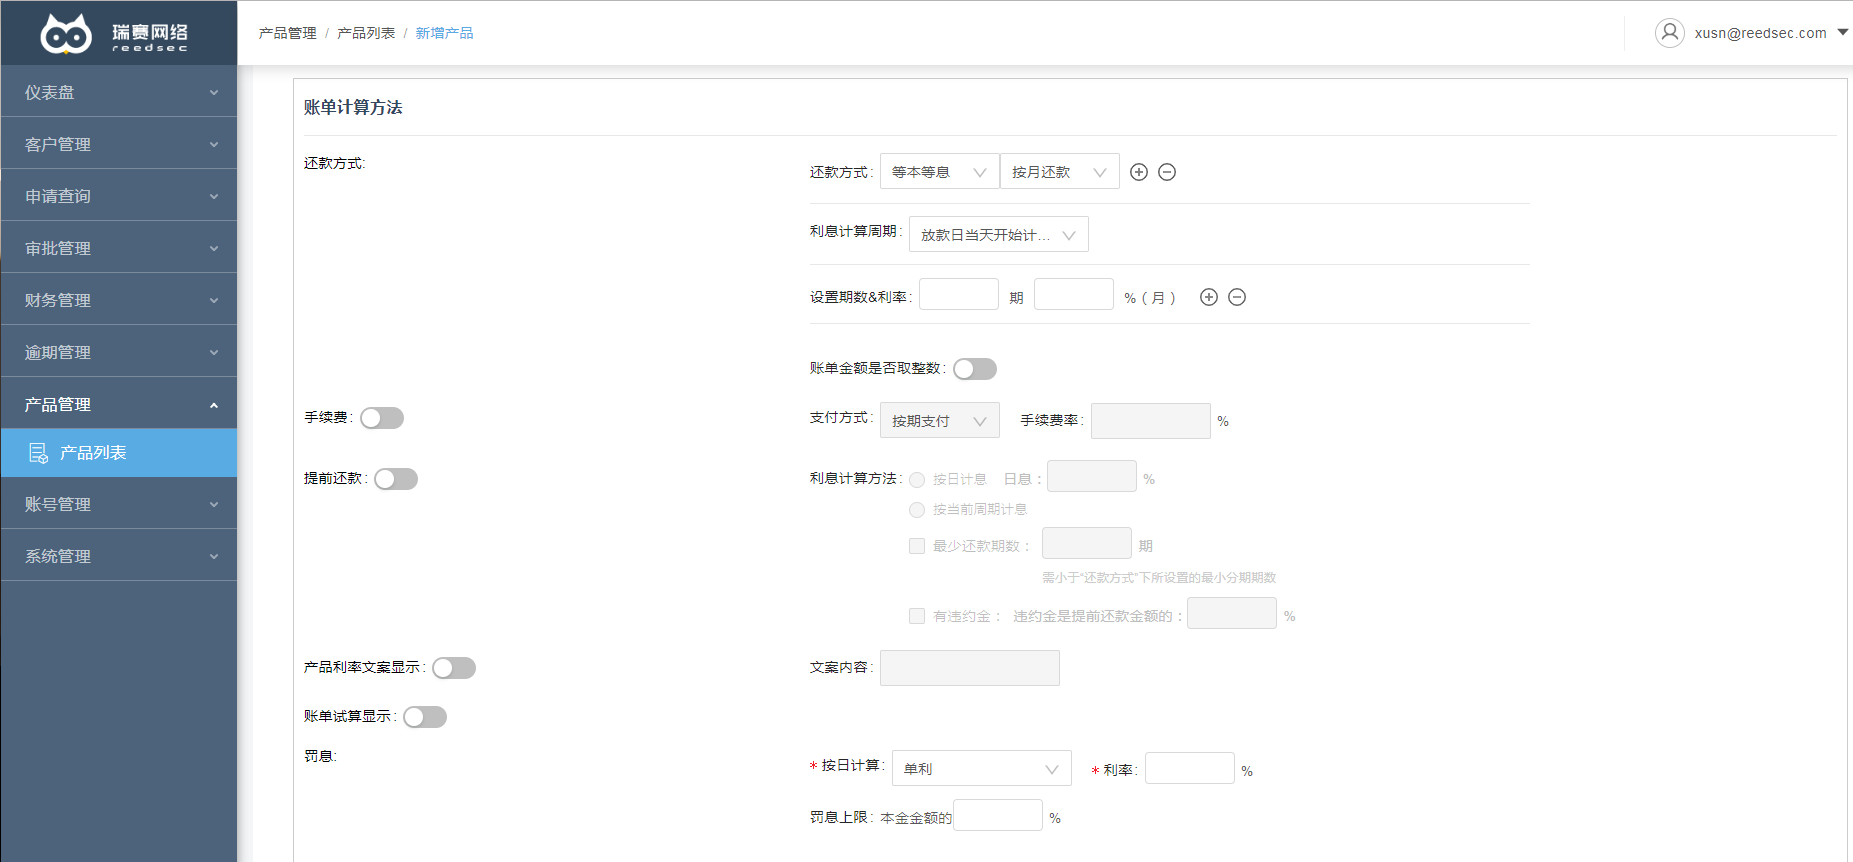 瑞赛网络
reedsec
产品管理 / 产品列表 / 新增产品
xusn@reedsec.com
仪表盘
客户管理
申请查询
审批管理
财务管理
逾期管理
产品管理
产品列表
账号管理
系统管理
账单计算方法
还款方式:
还款方式: 等本等息 按月还款
利息计算周期: 放款日当天开始计...
设置期数&利率: 期 %（月）
账单金额是否取整数:
手续费: 支付方式: 按期支付 手续费率: %
提前还款: 利息计算方法: 按日计息 日息： %
按当前周期计息
最少还款期数： 期
需小于“还款方式”下所设置的最小分期期数
有违约金： 违约金是提前还款金额的： %
产品利率文案显示: 文案内容:
账单试算显示:
罚息:
* 按日计算: 单利 * 利率: %
罚息上限: 本金金额的 %